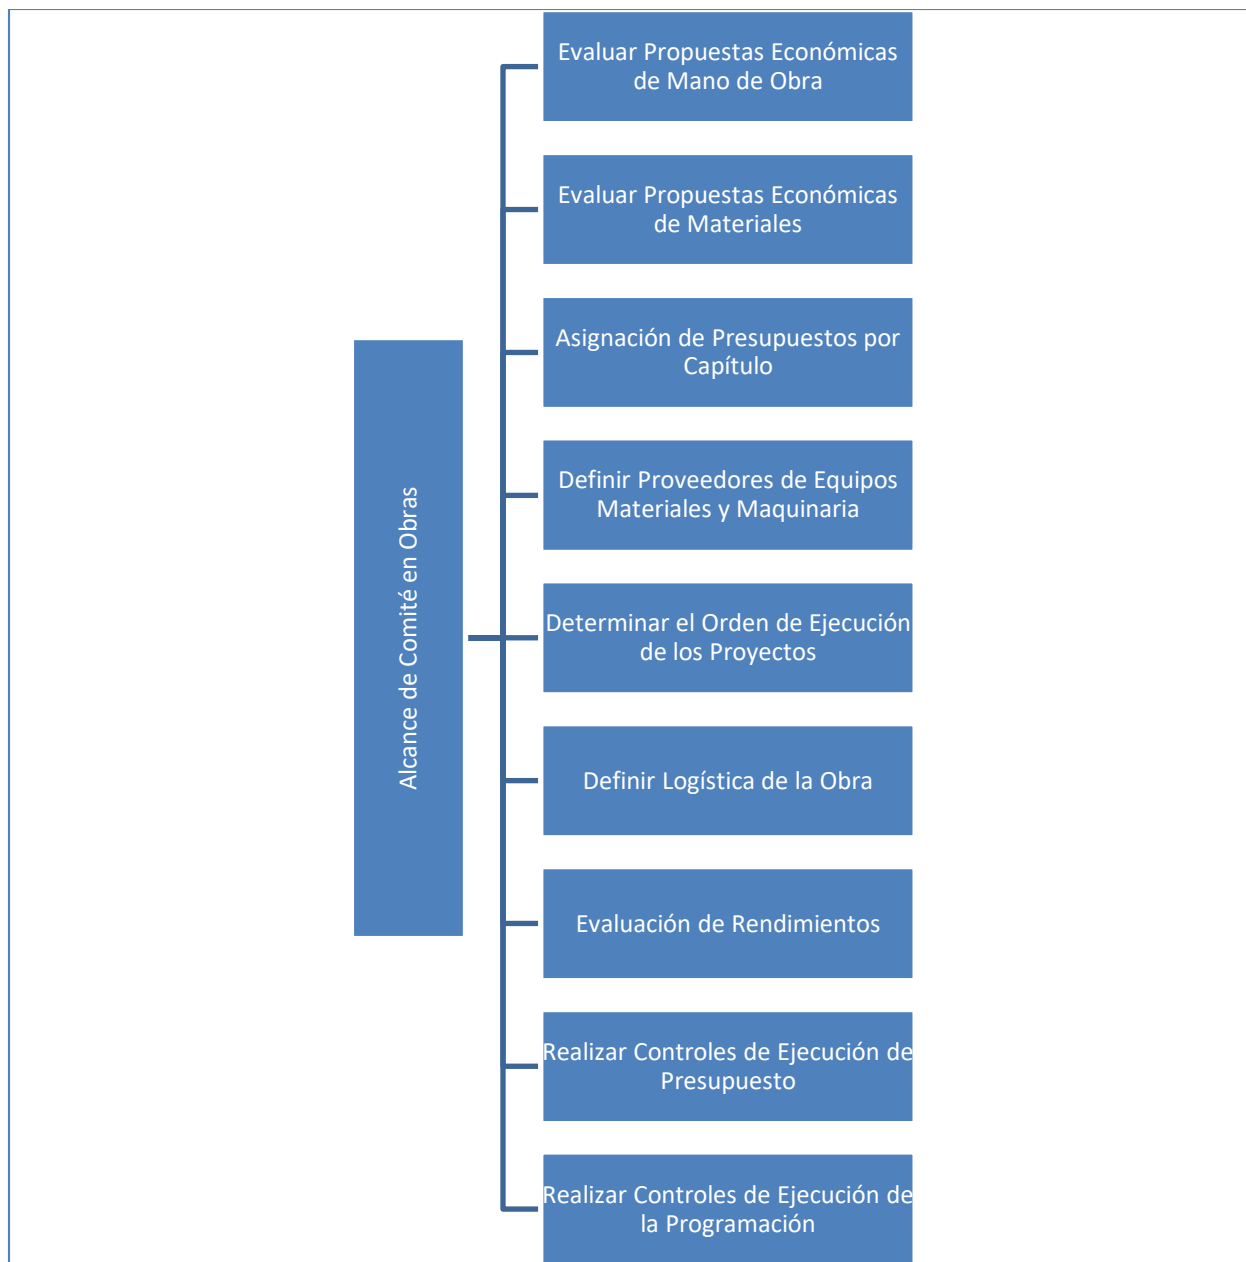 Alcance de Comité en Obras
Evaluar Propuestas Económicas
de Mano de Obra
Evaluar Propuestas Económicas
de Materiales
Asignación de Presupuestos por
Capítulo
Definir Proveedores de Equipos
Materiales y Maquinaria
Determinar el Orden de Ejecución
de los Proyectos
Definir Logística de la Obra
Evaluación de Rendimientos
Realizar Controles de Ejecución de
Presupuesto
Realizar Controles de Ejecución de
la Programación